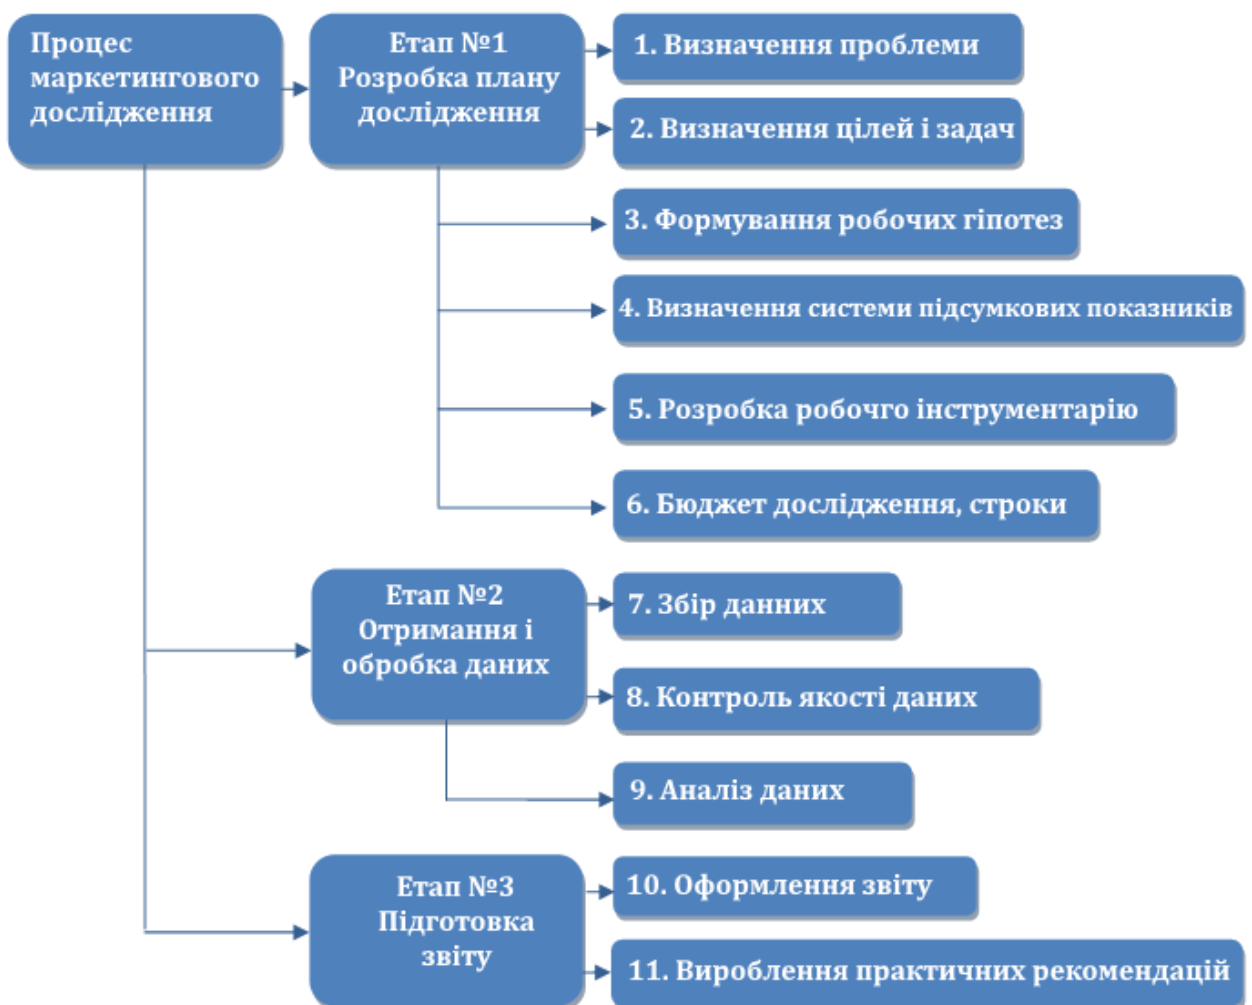 Процес
маркетингового
дослідження
Етап №1
Розробка плану
дослідження
1. Визначення проблеми
2. Визначення цілей і задач
3. Формування робочих гіпотез
4. Визначення системи підсумкових показників
5. Розробка робочго інструментарію
6. Бюджет дослідження, строки
Етап №2
Отримання і
обробка даних
7. Збір данних
8. Контроль якості даних
9. Аналіз даних
Етап №3
Підготовка
звіту
10. Оформлення звіту
11. Вироблення практичних рекомендацій